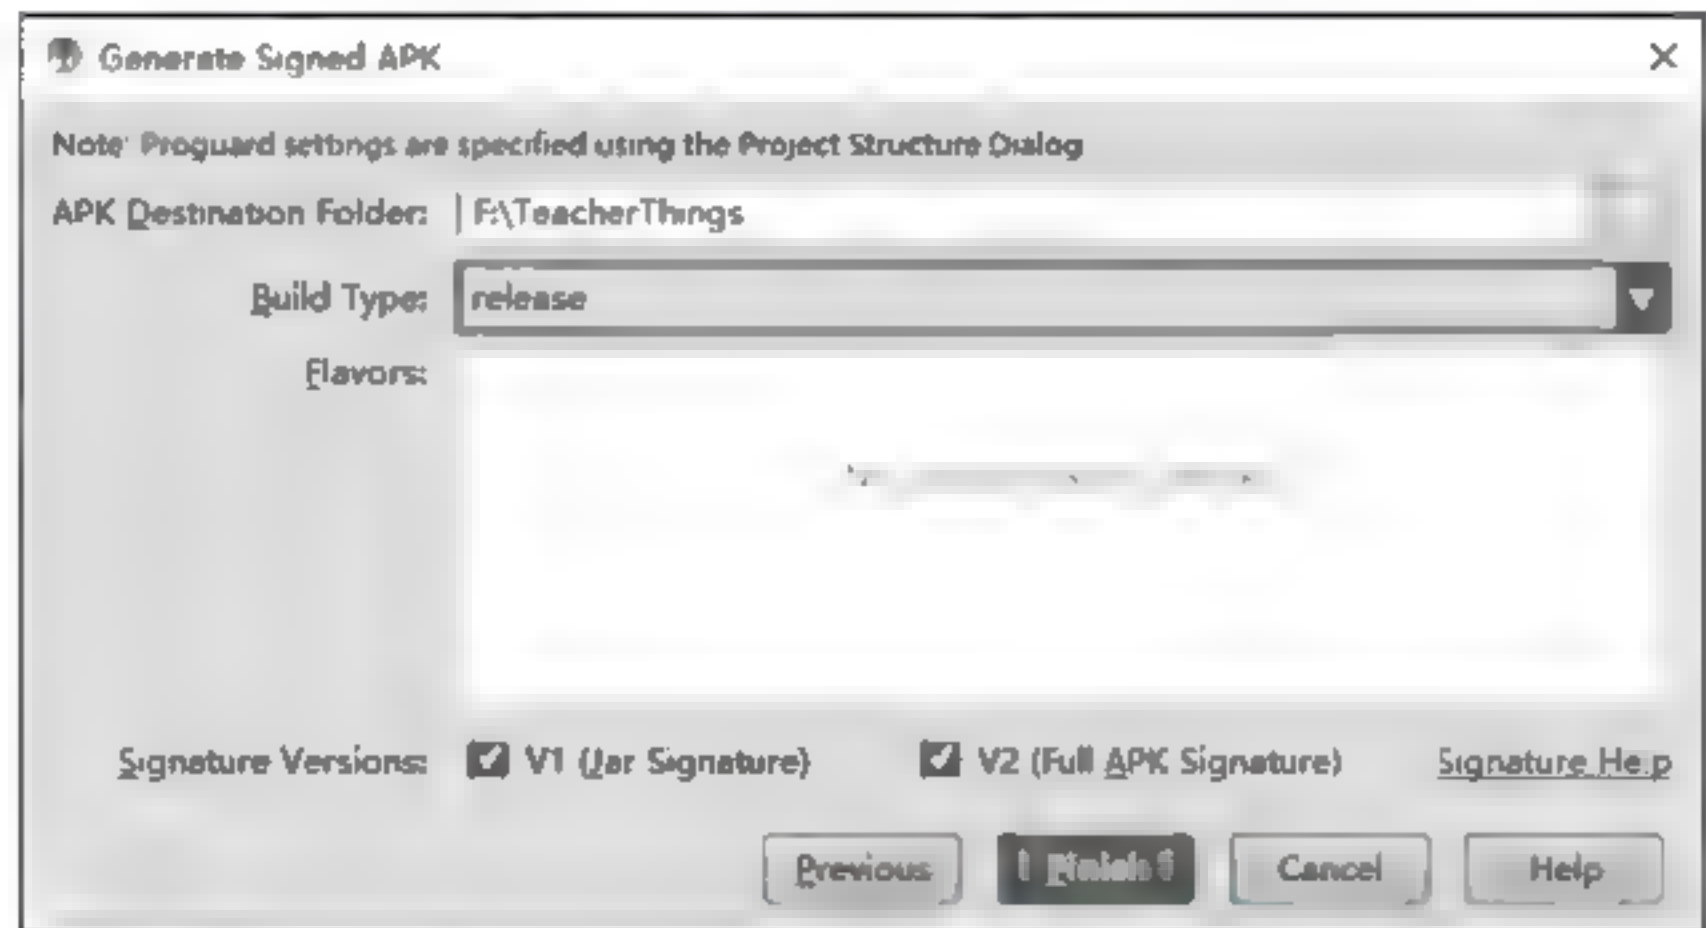 Generate Signed APK
Note: Proguard settings are specified using the Project Structure Dialog
APK Destination Folder: F:\TeacherThings
Build Type: release
Flavors:
Signature Versions: V1 (Jar Signature) V2 (Full APK Signature) Signature Help
Previous Finish Cancel Help